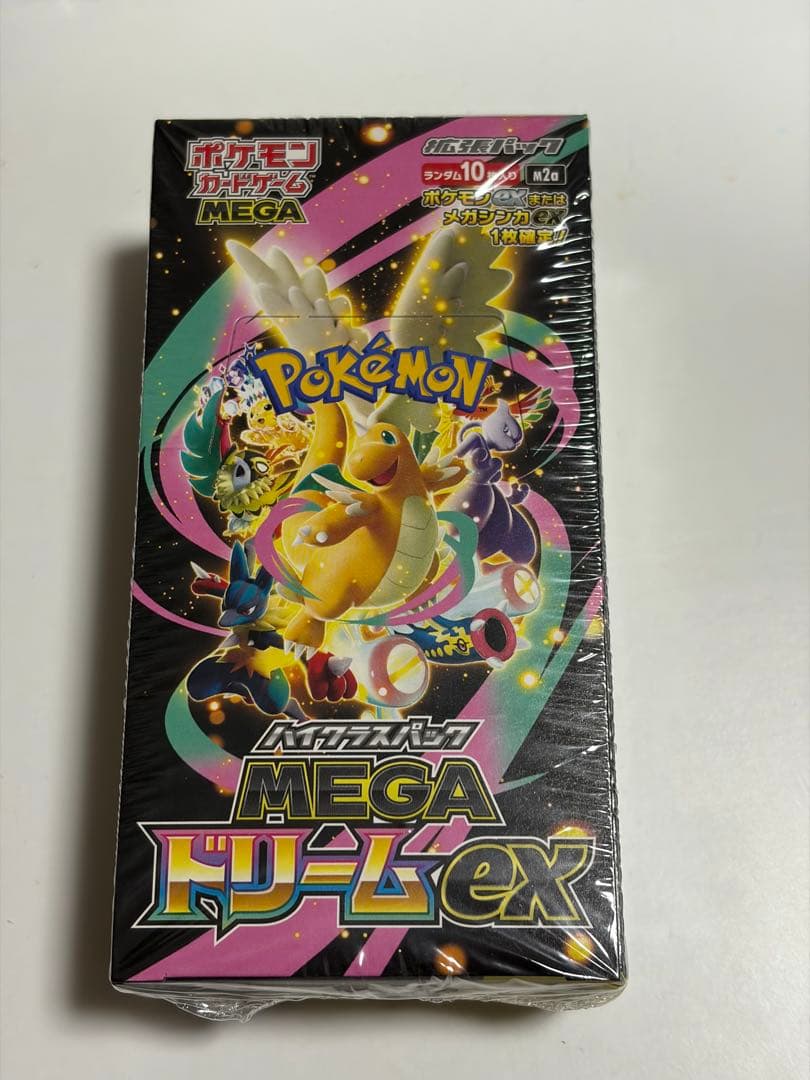 ポケモン
カードゲーム
MEGA
拡張パック
ランダム10枚入り
M2a
ポケモンexまたは
メガシンカex
1枚確定!!
POKéMON
ハイクラスパック
MEGA
ドリームex